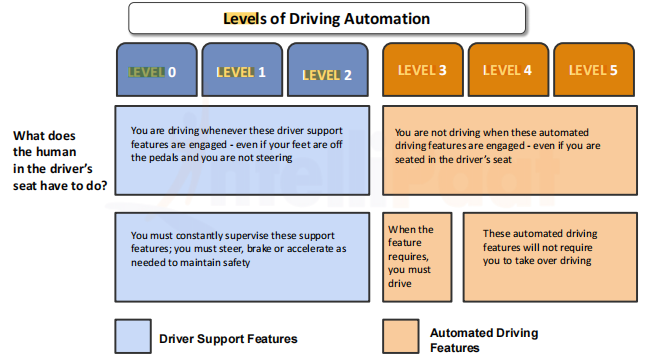 Levels of Driving Automation
LEVEL 0
LEVEL 1
LEVEL 2
LEVEL 3
LEVEL 4
LEVEL 5
What does
the human
in the driver's
seat have to do?
You are driving whenever these driver support
features are engaged - even if your feet are off
the pedals and you are not steering
You are not driving when these automated
driving features are engaged - even if you are
seated in the driver's seat
You must constantly supervise these support
features; you must steer, brake or accelerate as
needed to maintain safety
When the
feature
requires,
you must
drive
These automated driving
features will not require
you to take over driving
Driver Support Features
Automated Driving
Features